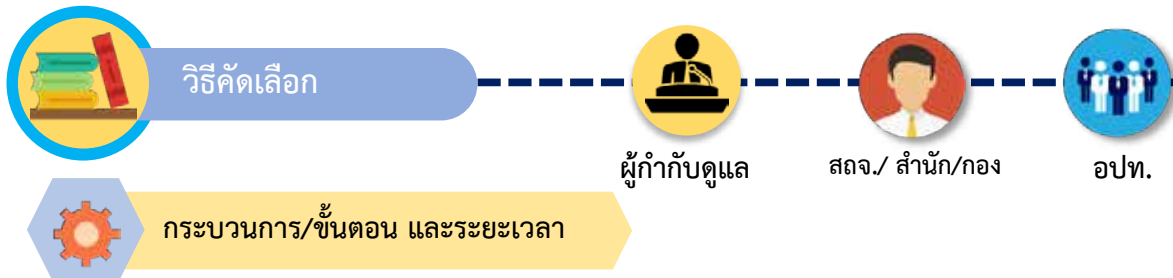 วิธีคัดเลือก
ผู้กำกับดูแล
สถจ./ สำนัก/กอง
อปท.
กระบวนการ/ขั้นตอน และระยะเวลา